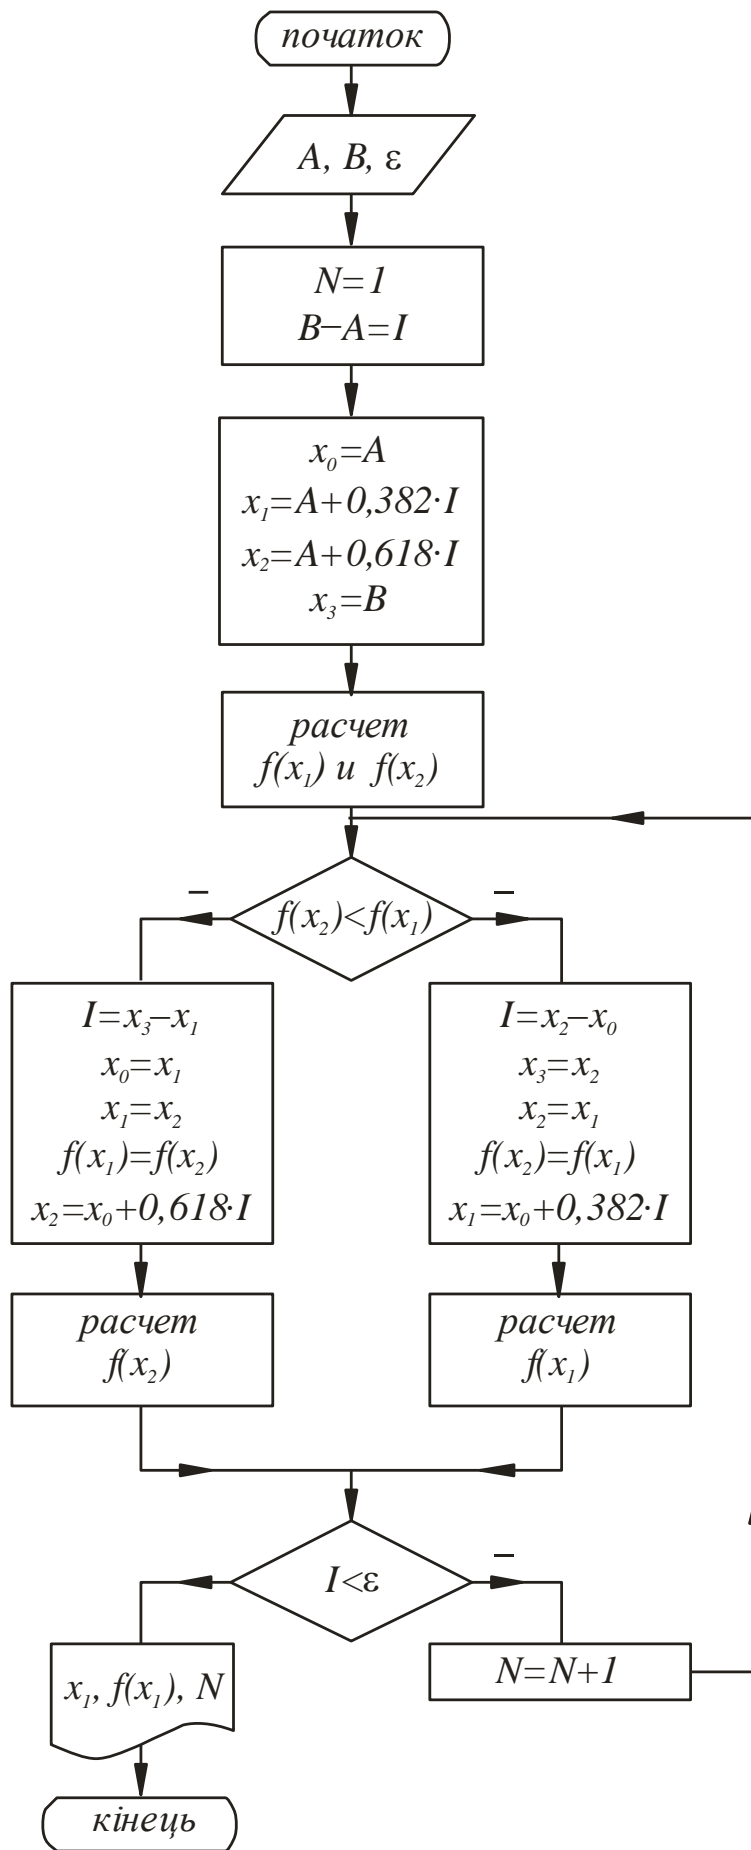 початок
A, B, ε
N=1
B−A=I
x₀=A
x₁=A+0,382·I
x₂=A+0,618·I
x₃=B
расчет
f(x₁) и f(x₂)
−
−
f(x₂)<f(x₁)
I=x₃−x₁
x₀=x₁
x₁=x₂
f(x₁)=f(x₂)
x₂=x₀+0,618·I
I=x₂−x₀
x₃=x₂
x₂=x₁
f(x₂)=f(x₁)
x₁=x₀+0,382·I
расчет
f(x₂)
расчет
f(x₁)
−
I<ε
x₁, f(x₁), N
N=N+1
кінець